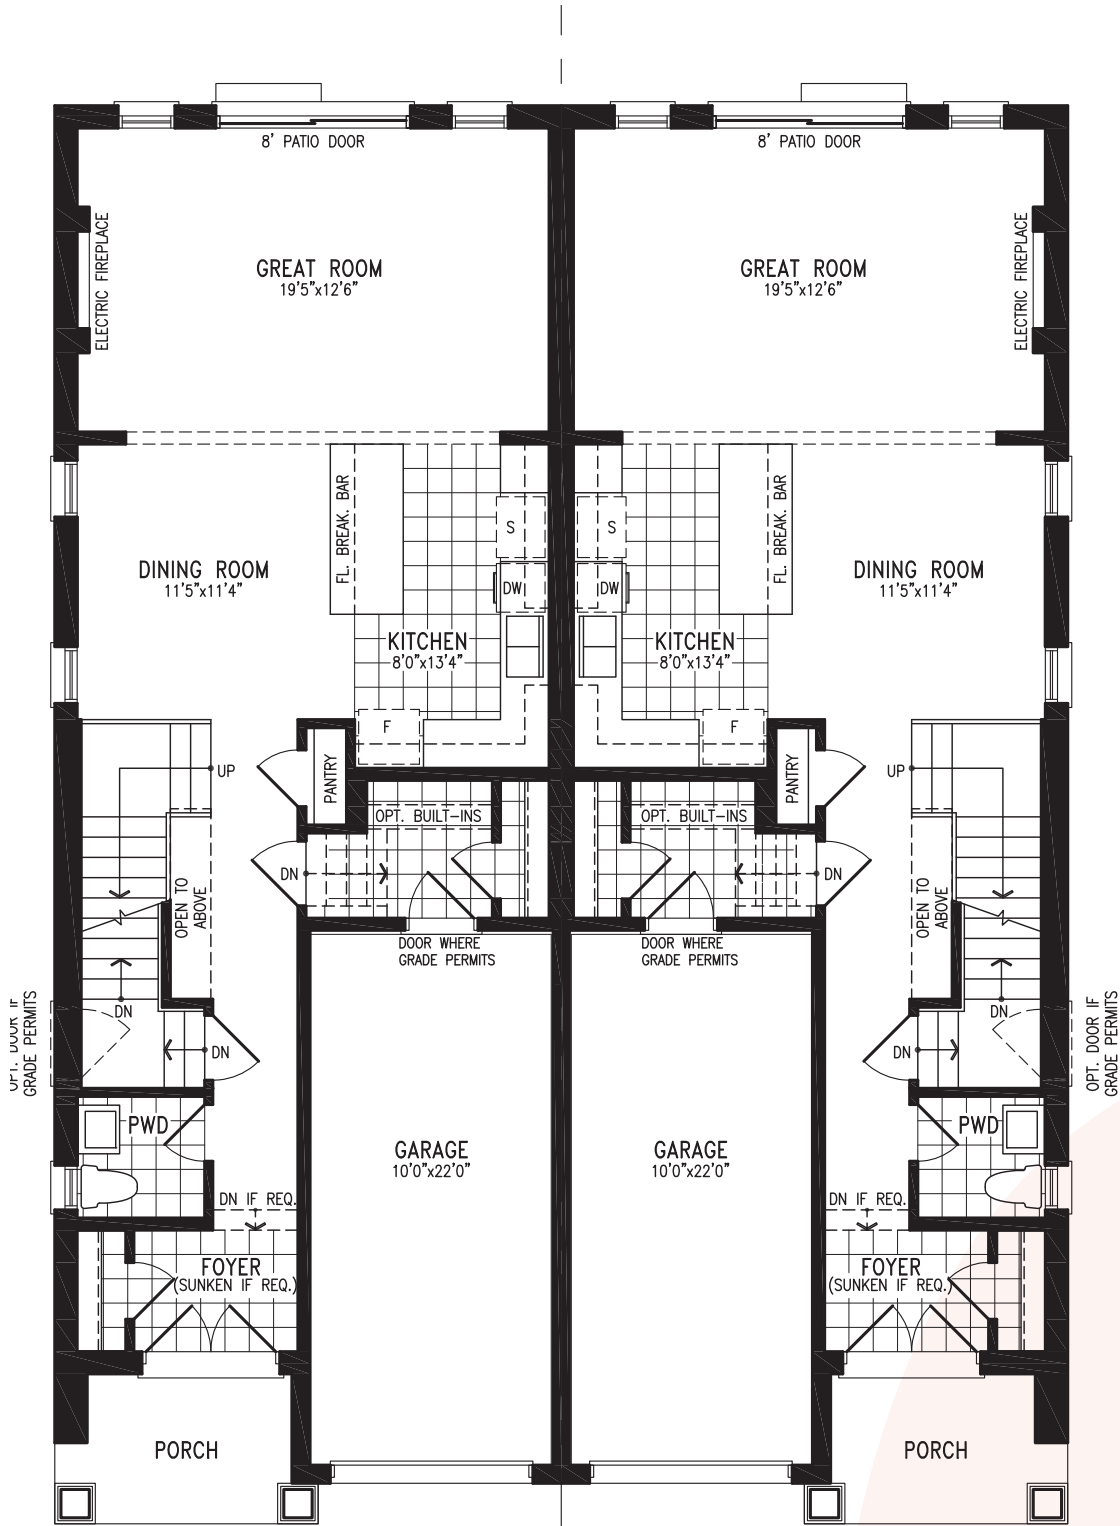 8' PATIO DOOR
8' PATIO DOOR
ELECTRIC FIREPLACE
GREAT ROOM
19'5"x12'6"
GREAT ROOM
19'5"x12'6"
ELECTRIC FIREPLACE
FL. BREAK. BAR
S
S
FL. BREAK. BAR
DINING ROOM
11'5"x11'4"
DW
DW
DINING ROOM
11'5"x11'4"
KITCHEN
8'0"x13'4"
KITCHEN
8'0"x13'4"
F
F
UP
PANTRY
PANTRY
UP
OPT. BUILT-INS
OPT. BUILT-INS
DN
DN
OPEN TO
ABOVE
OPEN TO
ABOVE
DOOR WHERE
GRADE PERMITS
DOOR WHERE
GRADE PERMITS
OPT. DOOR IF
GRADE PERMITS
DN
DN
OPT. DOOR IF
GRADE PERMITS
DN
DN
PWD
PWD
GARAGE
10'0"x22'0"
GARAGE
10'0"x22'0"
DN IF REQ.
DN IF REQ.
FOYER
(SUNKEN IF REQ.)
FOYER
(SUNKEN IF REQ.)
PORCH
PORCH